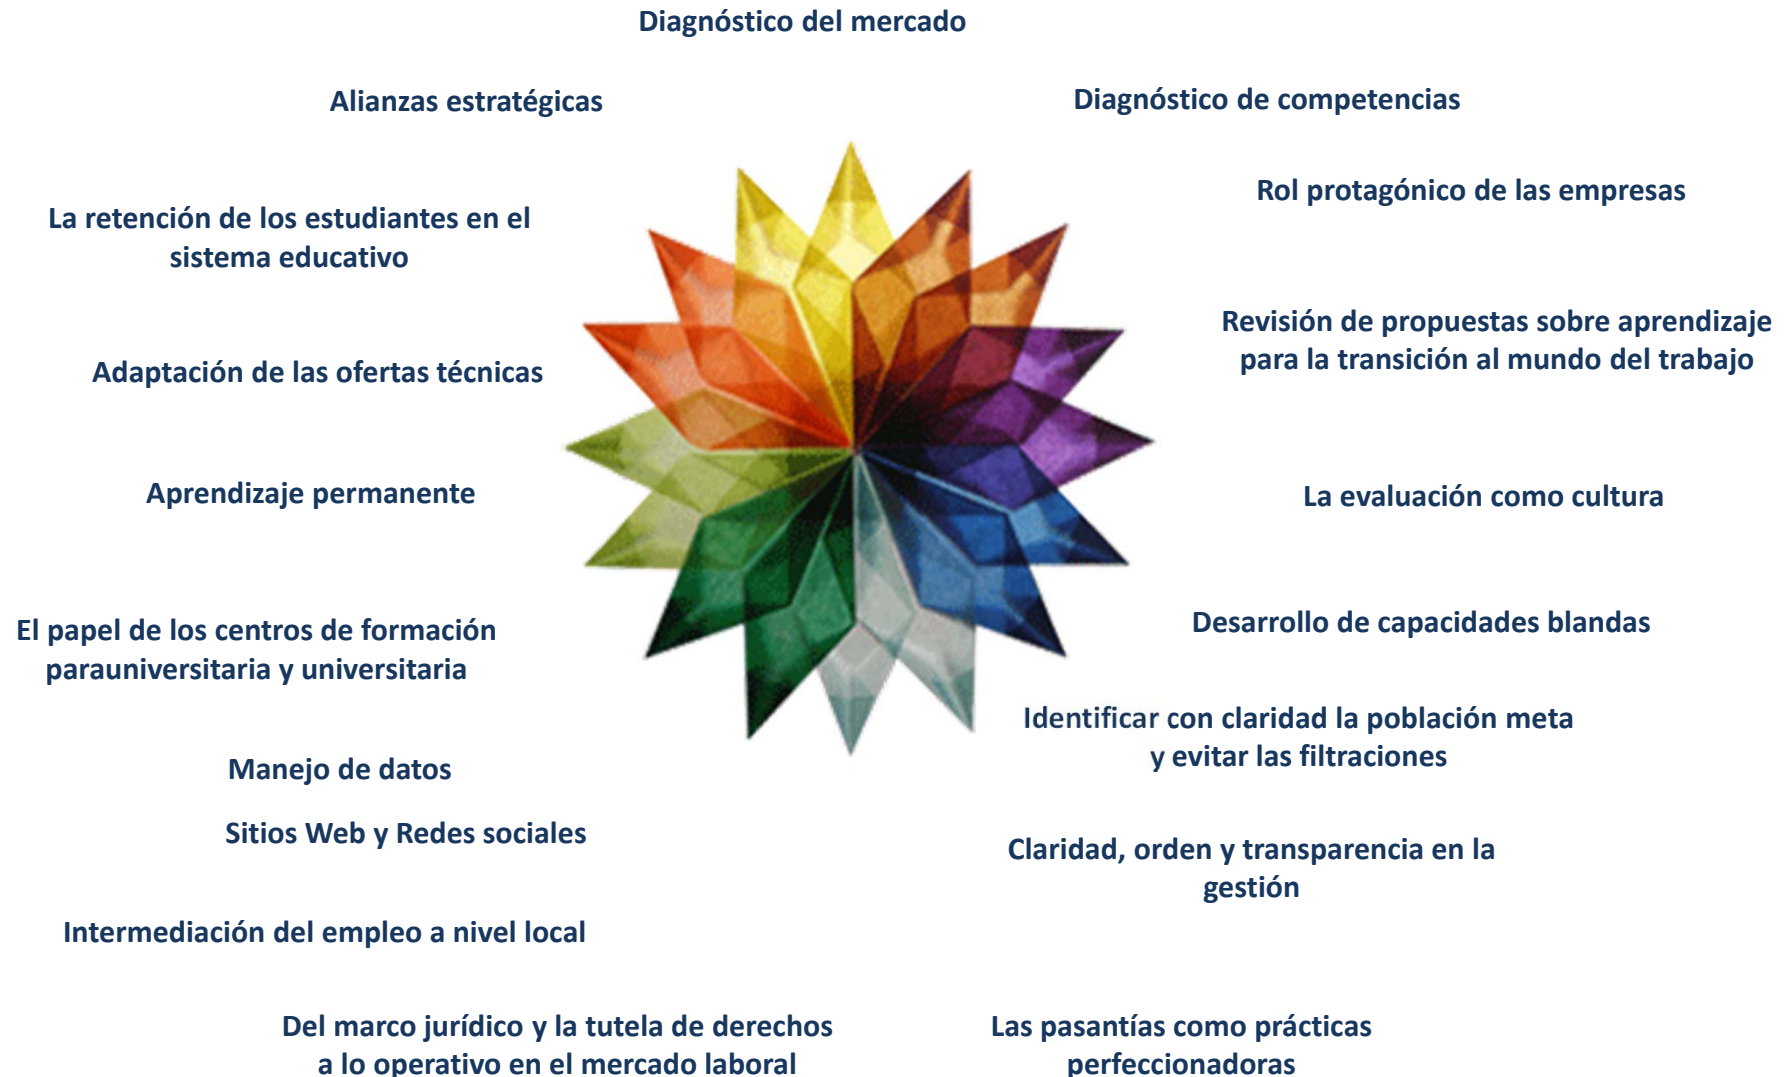 Diagnóstico del mercado
Alianzas estratégicas
Diagnóstico de competencias
Rol protagónico de las empresas
La retención de los estudiantes en el
sistema educativo
Revisión de propuestas sobre aprendizaje
para la transición al mundo del trabajo
Adaptación de las ofertas técnicas
Aprendizaje permanente
La evaluación como cultura
El papel de los centros de formación
parauniversitaria y universitaria
Desarrollo de capacidades blandas
Identificar con claridad la población meta
y evitar las filtraciones
Manejo de datos
Sitios Web y Redes sociales
Claridad, orden y transparencia en la
gestión
Intermediación del empleo a nivel local
Del marco jurídico y la tutela de derechos
a lo operativo en el mercado laboral
Las pasantías como prácticas
perfeccionadoras